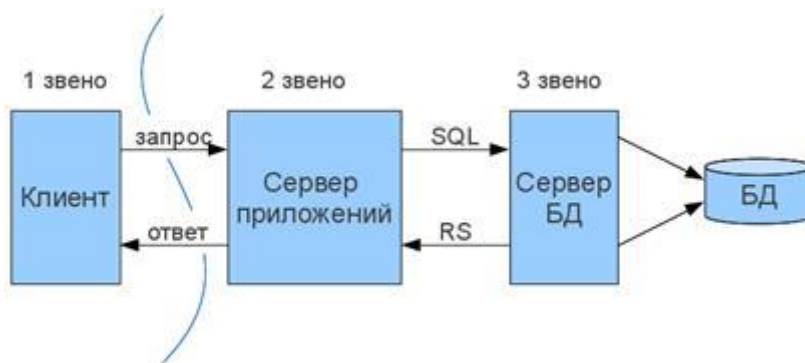 1 звено
2 звено
3 звено
запрос
SQL
Клиент
Сервер
приложений
Сервер
БД
БД
ответ
RS